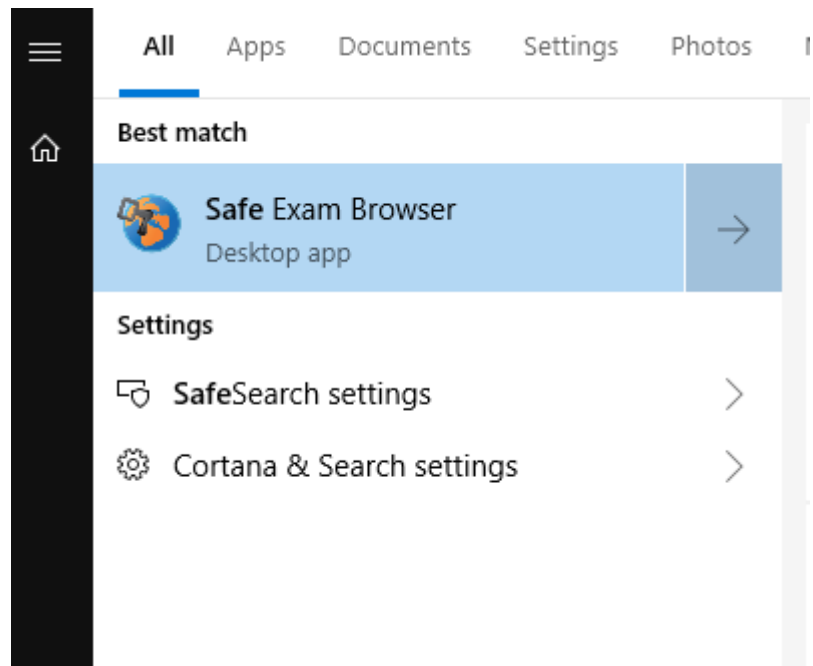 All Apps Documents Settings Photos
Best match
Safe Exam Browser
Desktop app
Settings
SafeSearch settings
Cortana & Search settings